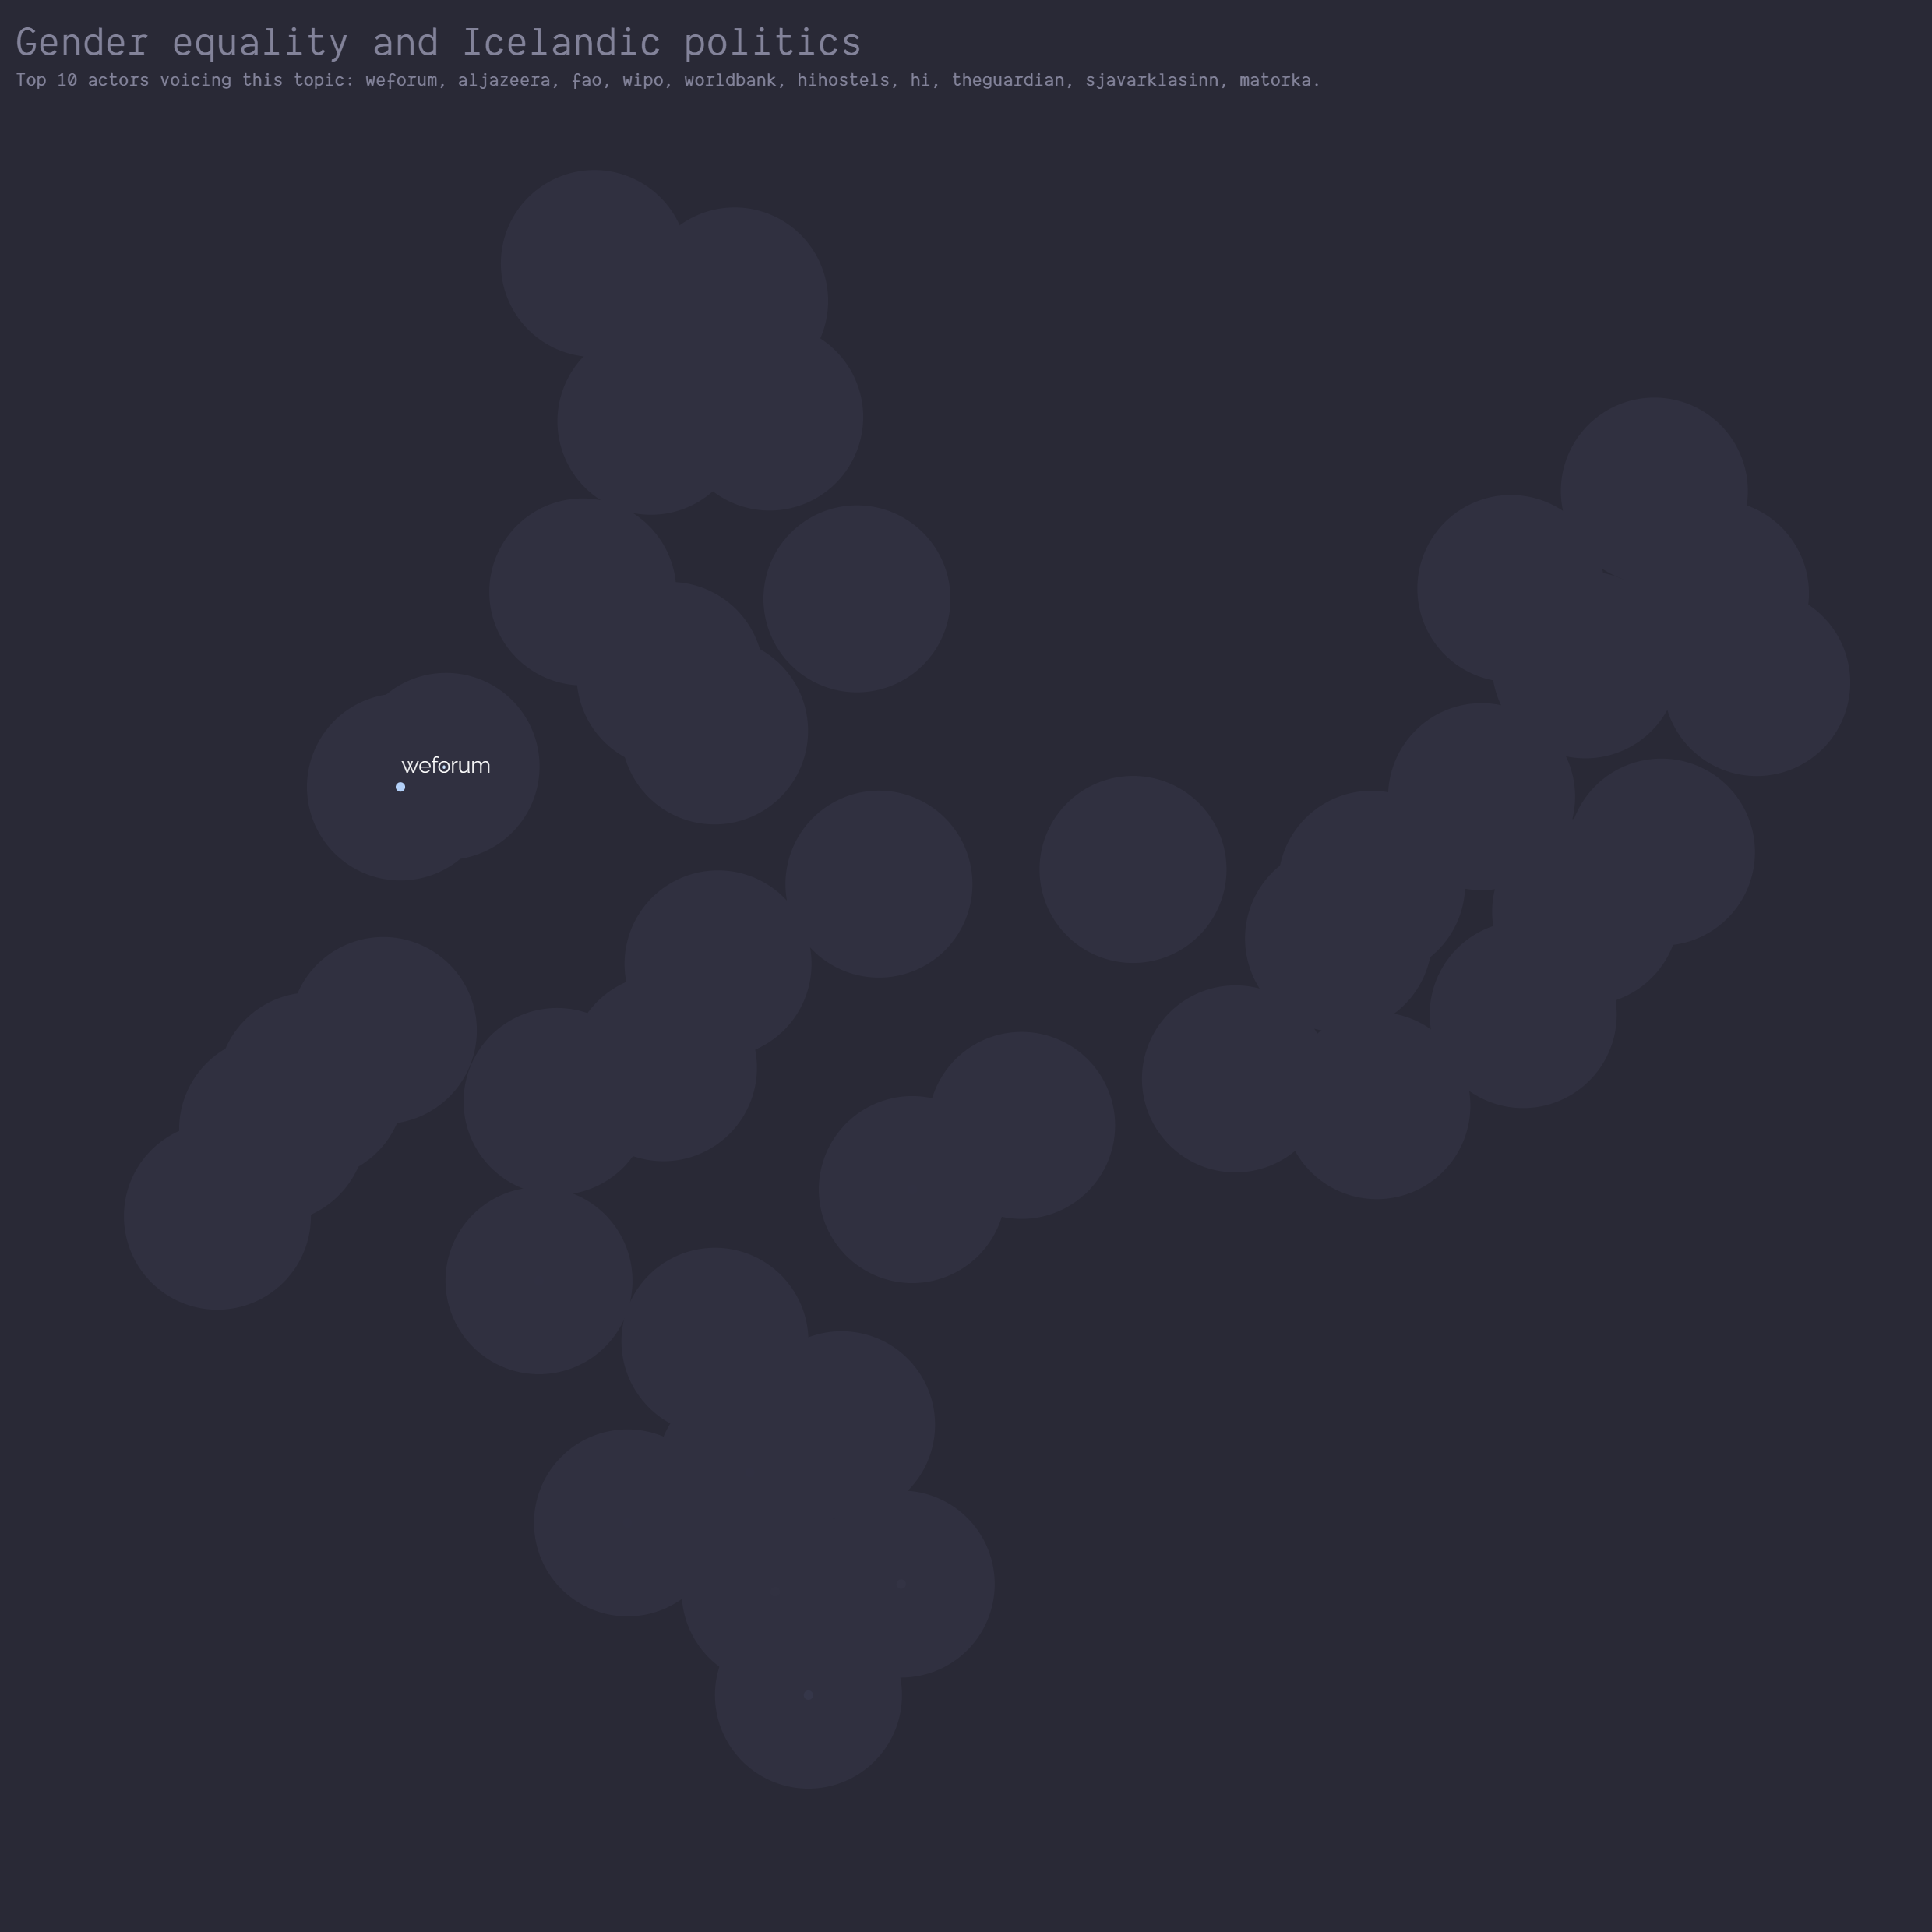 Gender equality and Icelandic politics
Top 10 actors voicing this topic: weforum, aljazeera, fao, wipo, worldbank, hihostels, hi, theguardian, sjavarklasinn, matorka.
weforum